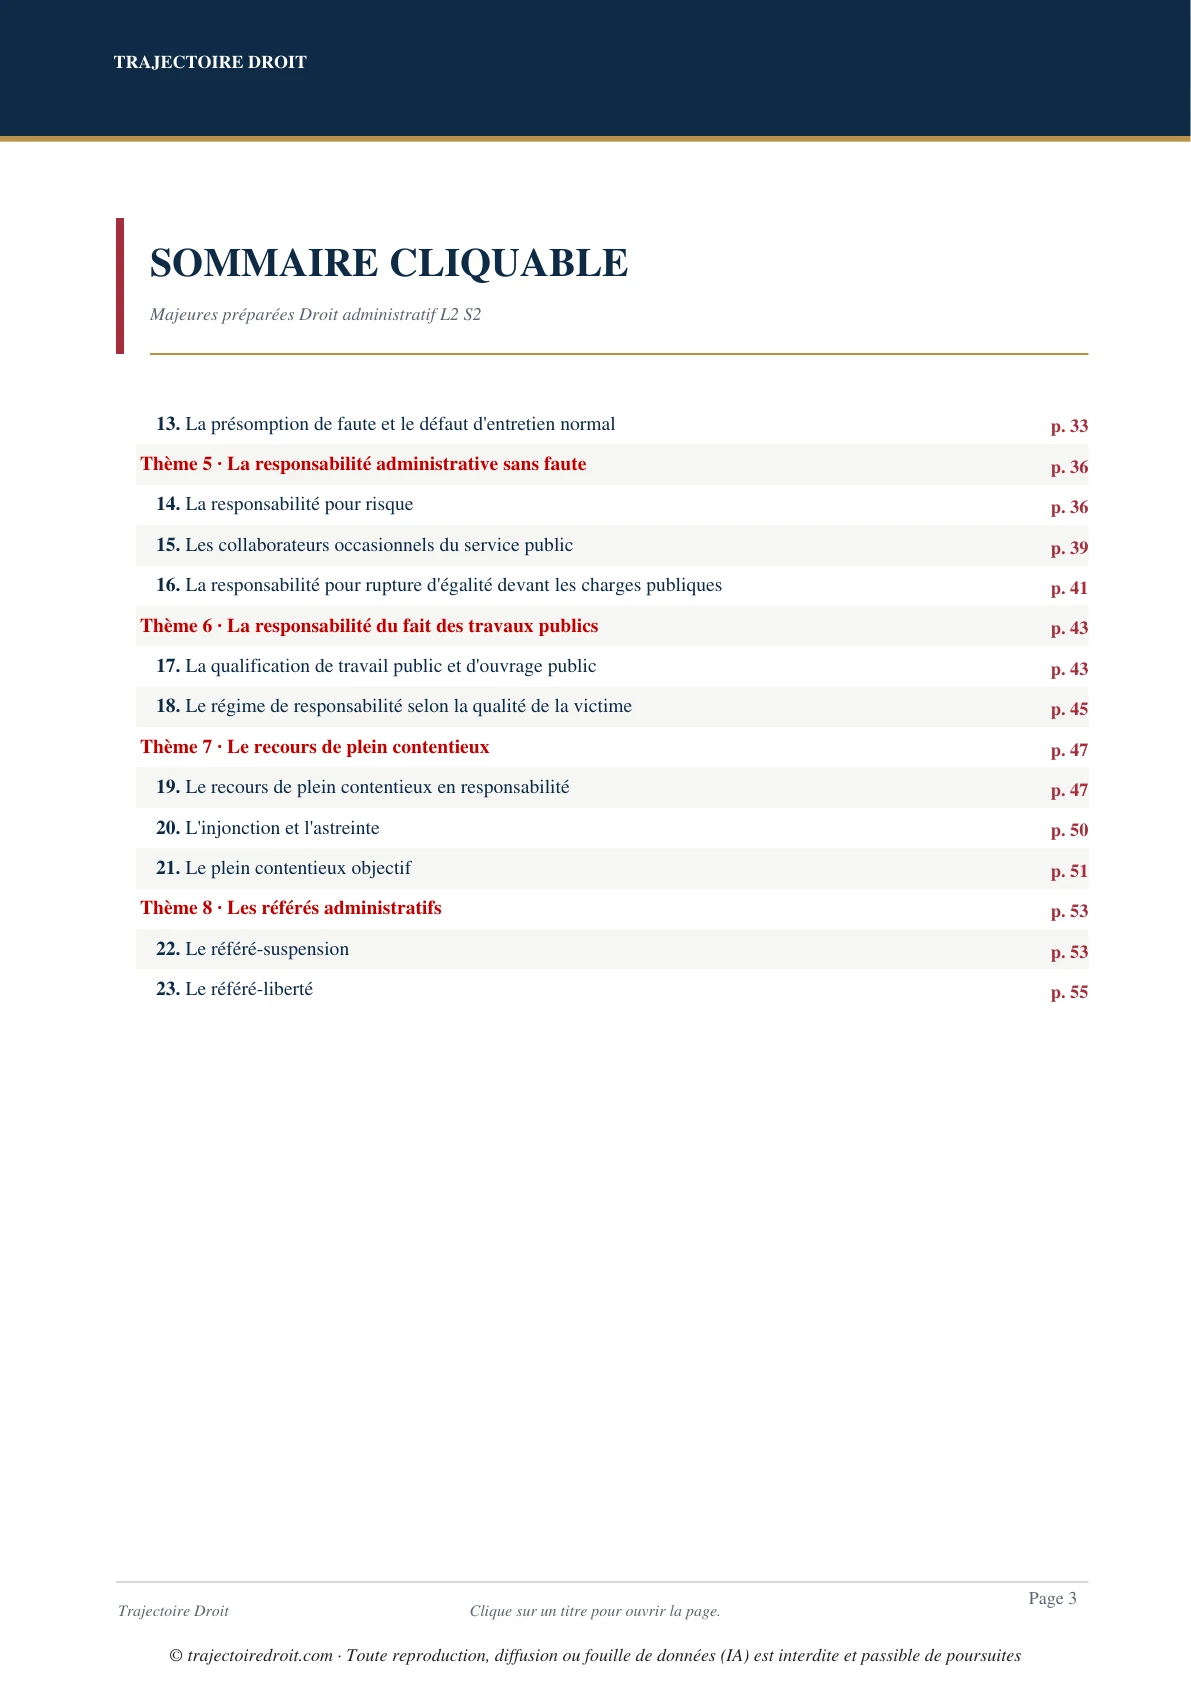 TRAJECTOIRE DROIT
SOMMAIRE CLIQUABLE
Majeures préparées Droit administratif L2 S2
13. La présomption de faute et le défaut d'entretien normal p. 33
Thème 5 · La responsabilité administrative sans faute p. 36
14. La responsabilité pour risque p. 36
15. Les collaborateurs occasionnels du service public p. 39
16. La responsabilité pour rupture d'égalité devant les charges publiques p. 41
Thème 6 · La responsabilité du fait des travaux publics p. 43
17. La qualification de travail public et d'ouvrage public p. 43
18. Le régime de responsabilité selon la qualité de la victime p. 45
Thème 7 · Le recours de plein contentieux p. 47
19. Le recours de plein contentieux en responsabilité p. 47
20. L'injonction et l'astreinte p. 50
21. Le plein contentieux objectif p. 51
Thème 8 · Les référés administratifs p. 53
22. Le référé-suspension p. 53
23. Le référé-liberté p. 55
Page 3
Trajectoire Droit Clique sur un titre pour ouvrir la page.
© trajectoiredroit.com · Toute reproduction, diffusion ou fouille de données (IA) est interdite et passible de poursuites